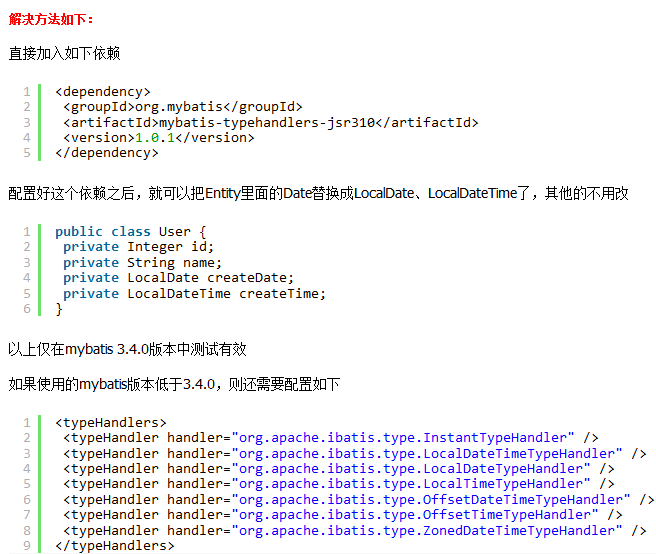 解决方法如下：
直接加入如下依赖
1 <dependency>
2  <groupId>org.mybatis</groupId>
3  <artifactId>mybatis-typehandlers-jsr310</artifactId>
4  <version>1.0.1</version>
5 </dependency>
配置好这个依赖之后，就可以把Entity里面的Date替换成LocalDate、LocalDateTime了，其他的不用改
1 public class User {
2  private Integer id;
3  private String name;
4  private LocalDate createDate;
5  private LocalDateTime createTime;
6 }
以上仅在mybatis 3.4.0版本中测试有效
如果使用的mybatis版本低于3.4.0，则还需要配置如下
1 <typeHandlers>
2  <typeHandler handler="org.apache.ibatis.type.InstantTypeHandler" />
3  <typeHandler handler="org.apache.ibatis.type.LocalDateTimeTypeHandler" />
4  <typeHandler handler="org.apache.ibatis.type.LocalDateTypeHandler" />
5  <typeHandler handler="org.apache.ibatis.type.LocalTimeTypeHandler" />
6  <typeHandler handler="org.apache.ibatis.type.OffsetDateTimeTypeHandler" />
7  <typeHandler handler="org.apache.ibatis.type.OffsetTimeTypeHandler" />
8  <typeHandler handler="org.apache.ibatis.type.ZonedDateTimeTypeHandler" />
9 </typeHandlers>